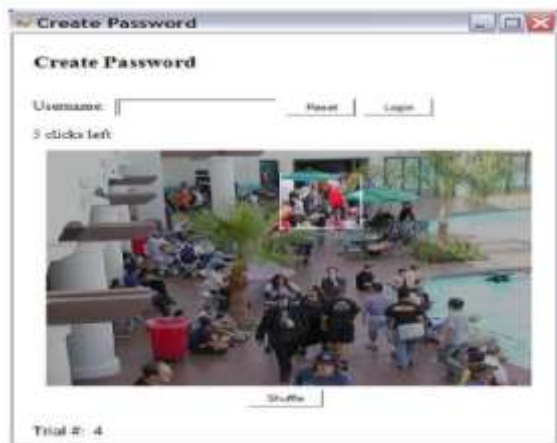 Create Password
Create Password
Username: Reset Login
5 clicks left
Shuffle
Trial #: 4